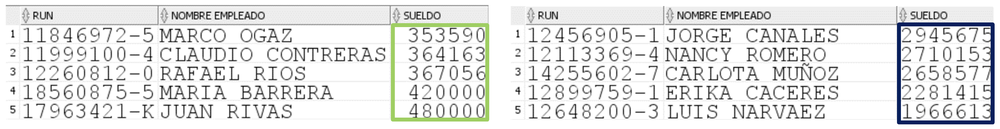 RUN NOMBRE EMPLEADO SUELDO
1 11846972-5 MARCO OGAZ 353590
2 11999100-4 CLAUDIO CONTRERAS 364163
3 12260812-0 RAFAEL RIOS 367056
4 18560875-5 MARIA BARRERA 420000
5 17963421-K JUAN RIVAS 480000
RUN NOMBRE EMPLEADO SUELDO
1 12456905-1 JORGE CANALES 2945675
2 12113369-4 NANCY ROMERO 2710153
3 14255602-7 CARLOTA MUÑOZ 2658577
4 12899759-1 ERIKA CACERES 2281415
5 12648200-3 LUIS NARVAEZ 1966613